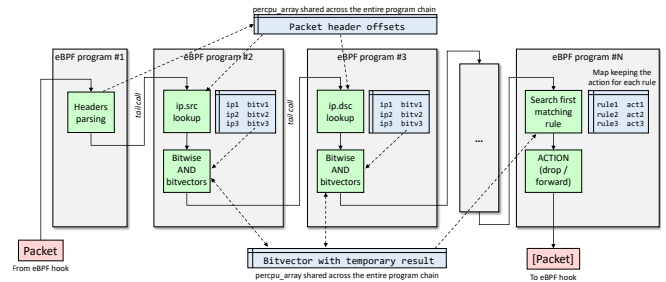 percpu_array shared across the entire program chain
Packet header offsets
eBPF program #1
eBPF program #2
eBPF program #3
eBPF program #N
Map keeping the
action for each rule
Headers
parsing
tail call
ip.src
lookup
ip1 bitv1
ip2 bitv2
ip3 bitv3
tail call
ip.dsc
lookup
ip1 bitv1
ip2 bitv2
ip3 bitv3
...
Search first
matching
rule
rule1 act1
rule2 act2
rule3 act3
Bitwise
AND
bitvectors
Bitwise
AND
bitvectors
ACTION
(drop /
forward)
Packet
From eBPF hook
Bitvector with temporary result
percpu_array shared across the entire program chain
[Packet]
To eBPF hook